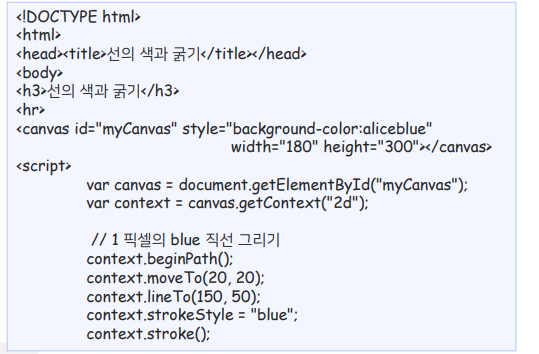 <!DOCTYPE html>
<html>
<head><title>선의 색과 굵기</title></head>
<body>
<h3>선의 색과 굵기</h3>
<hr>
<canvas id="myCanvas" style="background-color:aliceblue"
width="180" height="300"></canvas>
<script>
var canvas = document.getElementById("myCanvas");
var context = canvas.getContext("2d");
// 1 픽셀의 blue 직선 그리기
context.beginPath();
context.moveTo(20, 20);
context.lineTo(150, 50);
context.strokeStyle = "blue";
context.stroke();